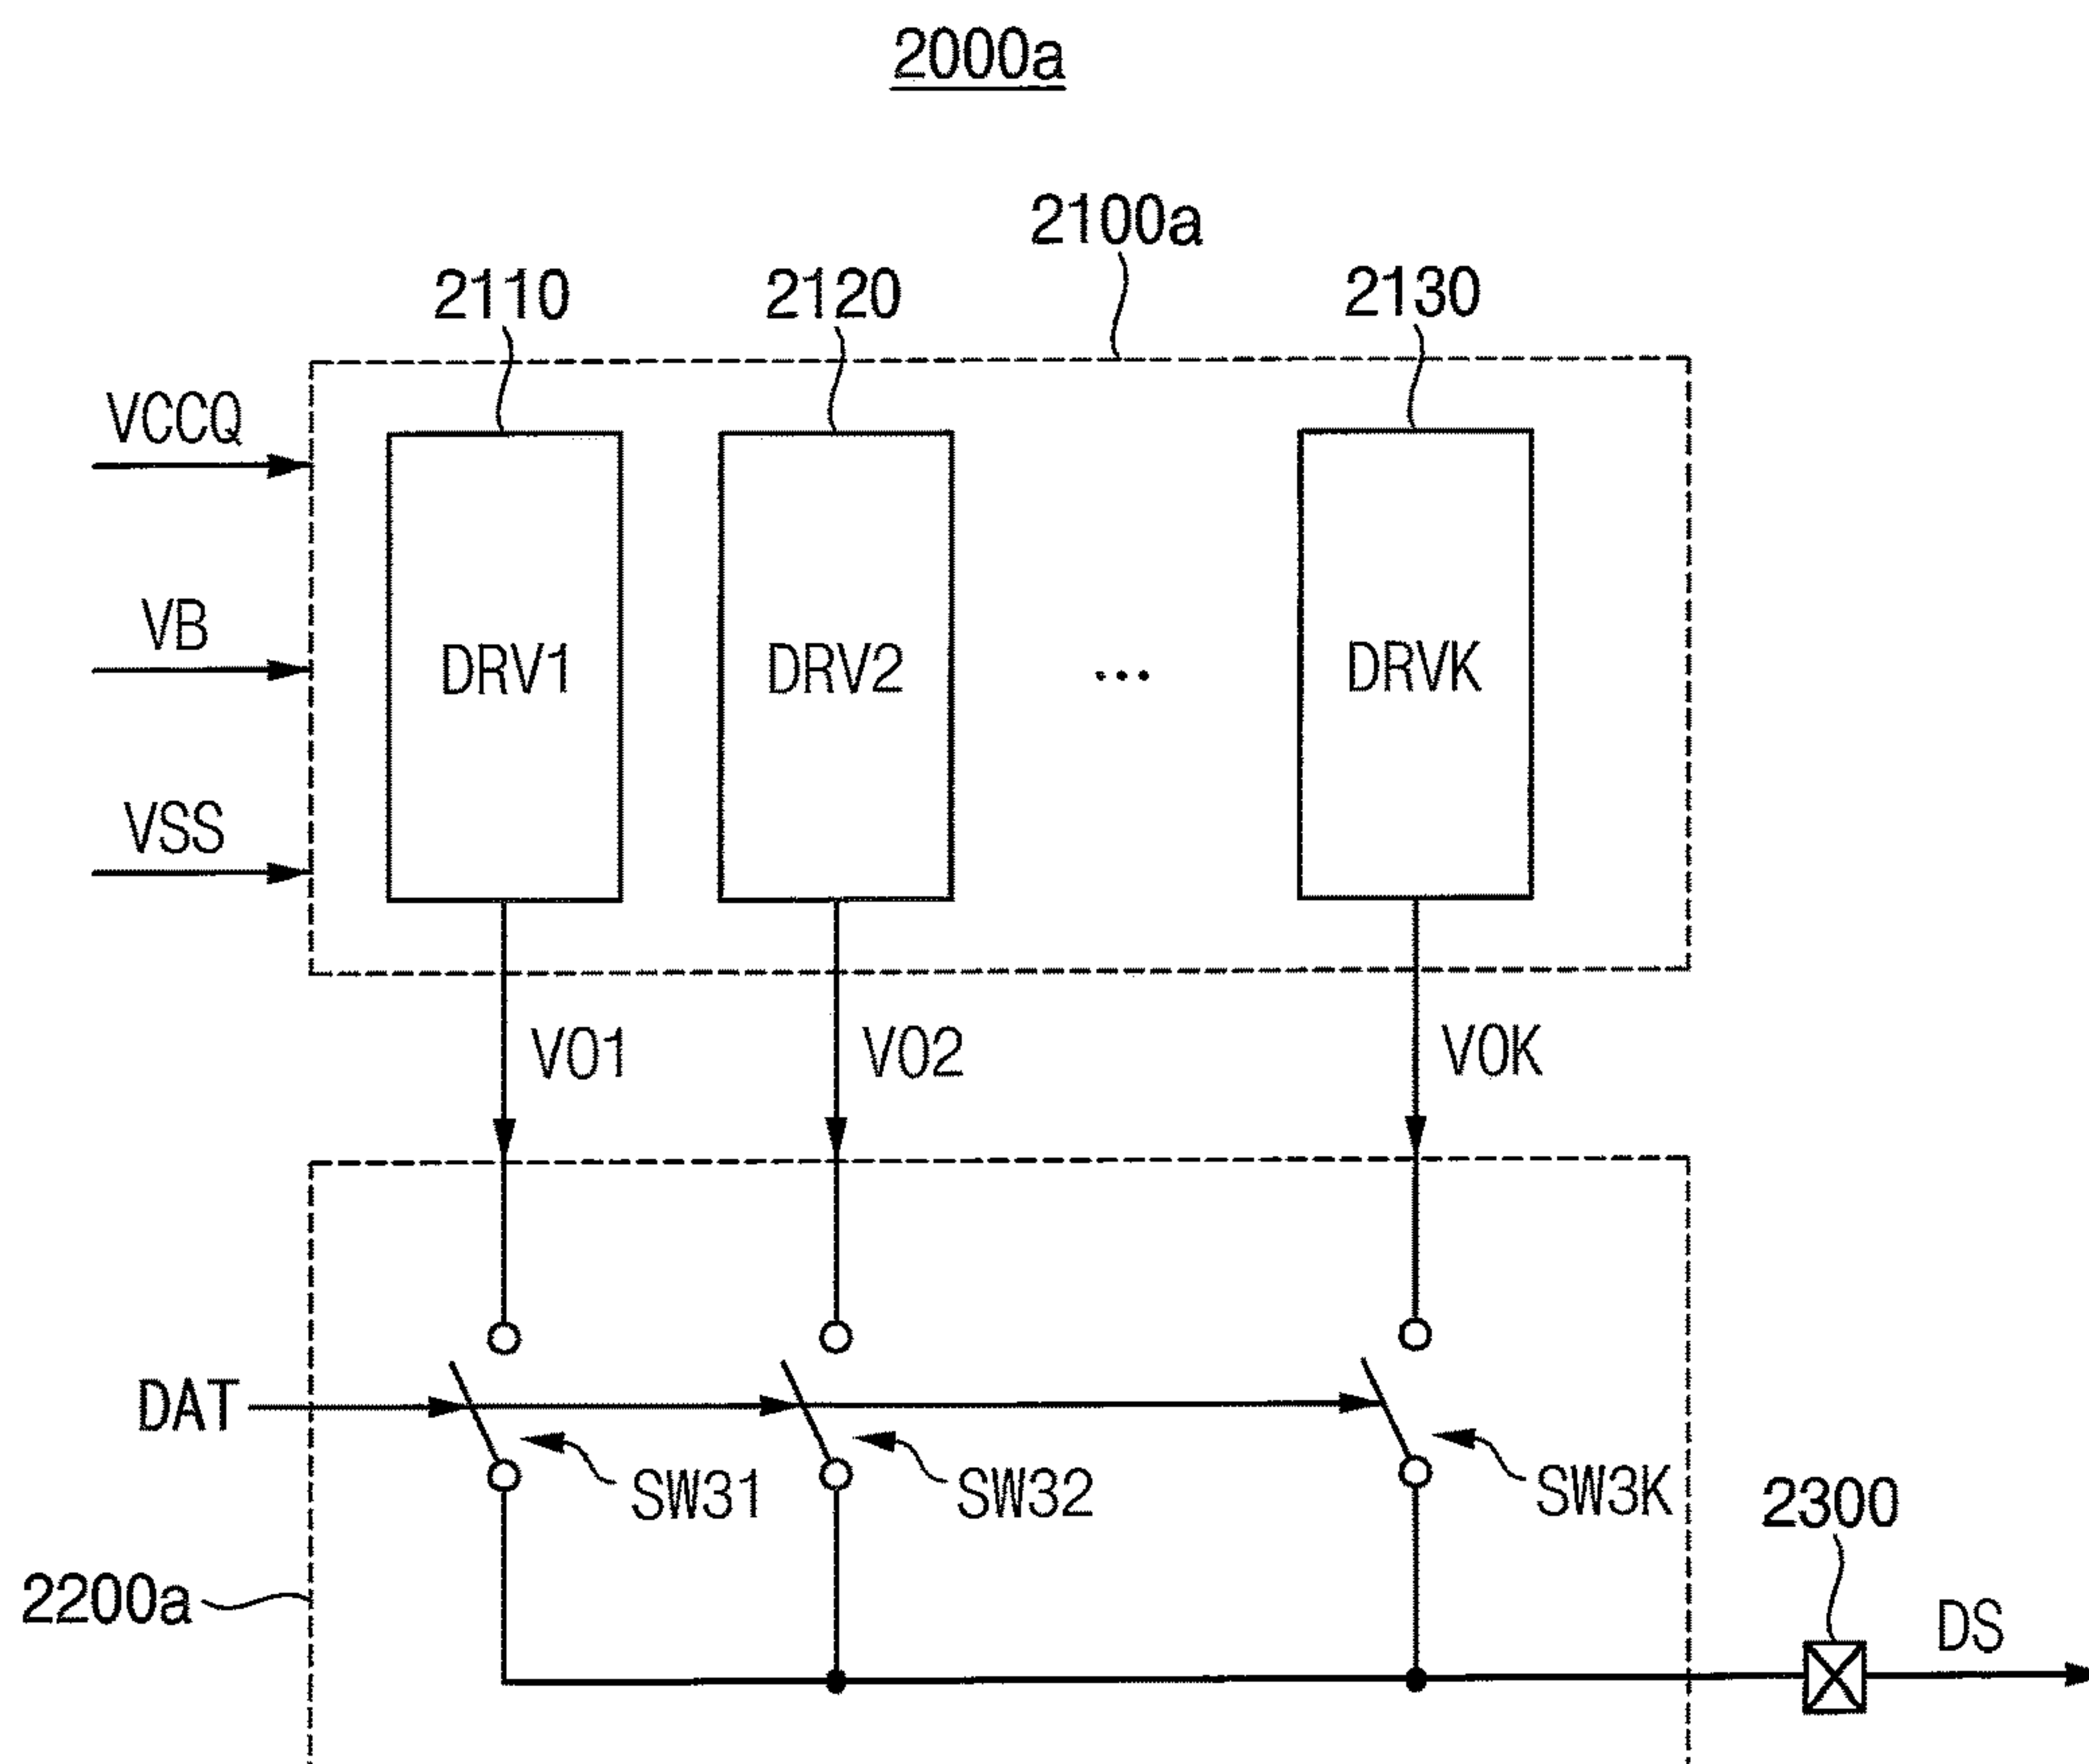 2000a
2100a
2110
2120
2130
VCCQ
VB
VSS
DRV1
DRV2
...
DRVK
VO1
VO2
VOK
DAT
SW31
SW32
SW3K
2200a
2300
DS